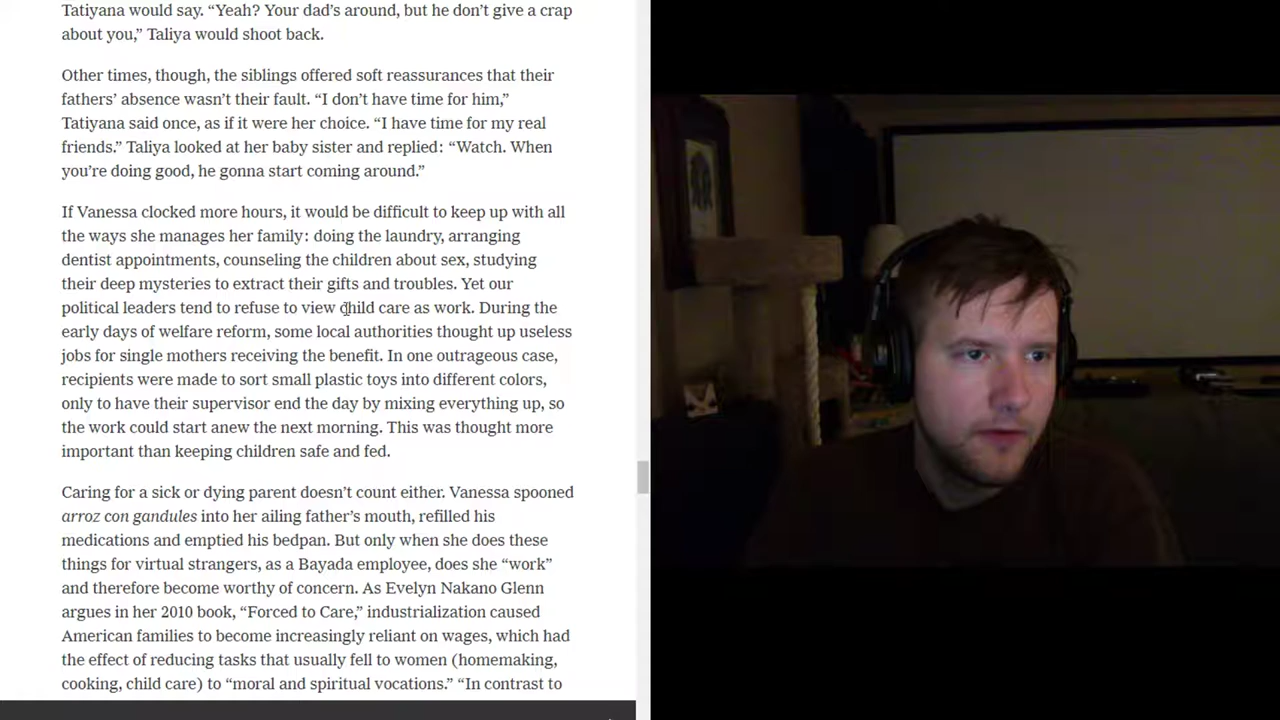 Tatiyana would say. “Yeah? Your dad’s around, but he don’t give a crap
about you,” Taliya would shoot back.
Other times, though, the siblings offered soft reassurances that their
fathers’ absence wasn’t their fault. “I don’t have time for him,”
Tatiyana said once, as if it were her choice. “I have time for my real
friends.” Taliya looked at her baby sister and replied: “Watch. When
you’re doing good, he gonna start coming around.”
If Vanessa clocked more hours, it would be difficult to keep up with all
the ways she manages her family: doing the laundry, arranging
dentist appointments, counseling the children about sex, studying
their deep mysteries to extract their gifts and troubles. Yet our
political leaders tend to refuse to view child care as work. During the
early days of welfare reform, some local authorities thought up useless
jobs for single mothers receiving the benefit. In one outrageous case,
recipients were made to sort small plastic toys into different colors,
only to have their supervisor end the day by mixing everything up, so
the work could start anew the next morning. This was thought more
important than keeping children safe and fed.
Caring for a sick or dying parent doesn’t count either. Vanessa spooned
arroz con gandules into her ailing father’s mouth, refilled his
medications and emptied his bedpan. But only when she does these
things for virtual strangers, as a Bayada employee, does she “work”
and therefore become worthy of concern. As Evelyn Nakano Glenn
argues in her 2010 book, “Forced to Care,” industrialization caused
American families to become increasingly reliant on wages, which had
the effect of reducing tasks that usually fell to women (homemaking,
cooking, child care) to “moral and spiritual vocations.” “In contrast to